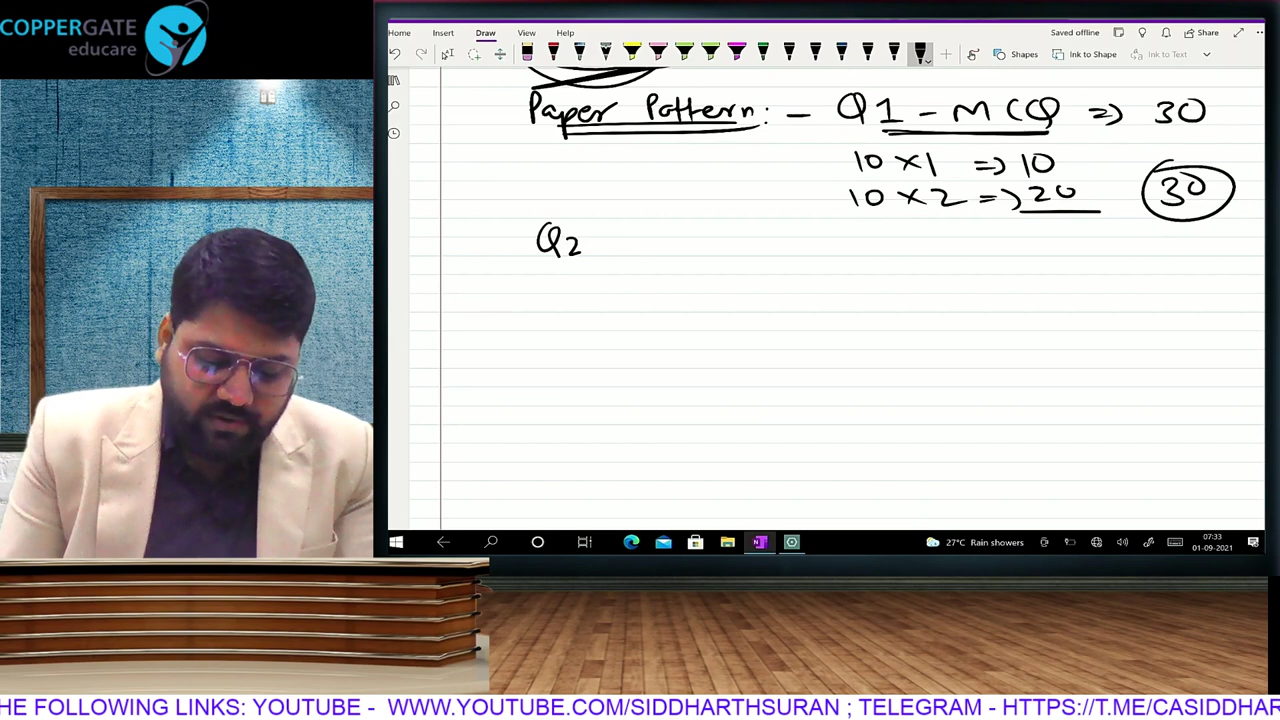 COPPERGATE
educare
Home Insert Draw View Help Saved offline Share
Shapes Ink to Shape Ink to Text
Paper Pattern:- Q1 - MCQ => 30
10 x 1 => 10
10 x 2 => 20 30
Q2
27°C Rain showers 07:33
01-09-2021
HE FOLLOWING LINKS: YOUTUBE - WWW.YOUTUBE.COM/SIDDHARTHSURAN ; TELEGRAM - HTTPS://T.ME/CASIDDHAR